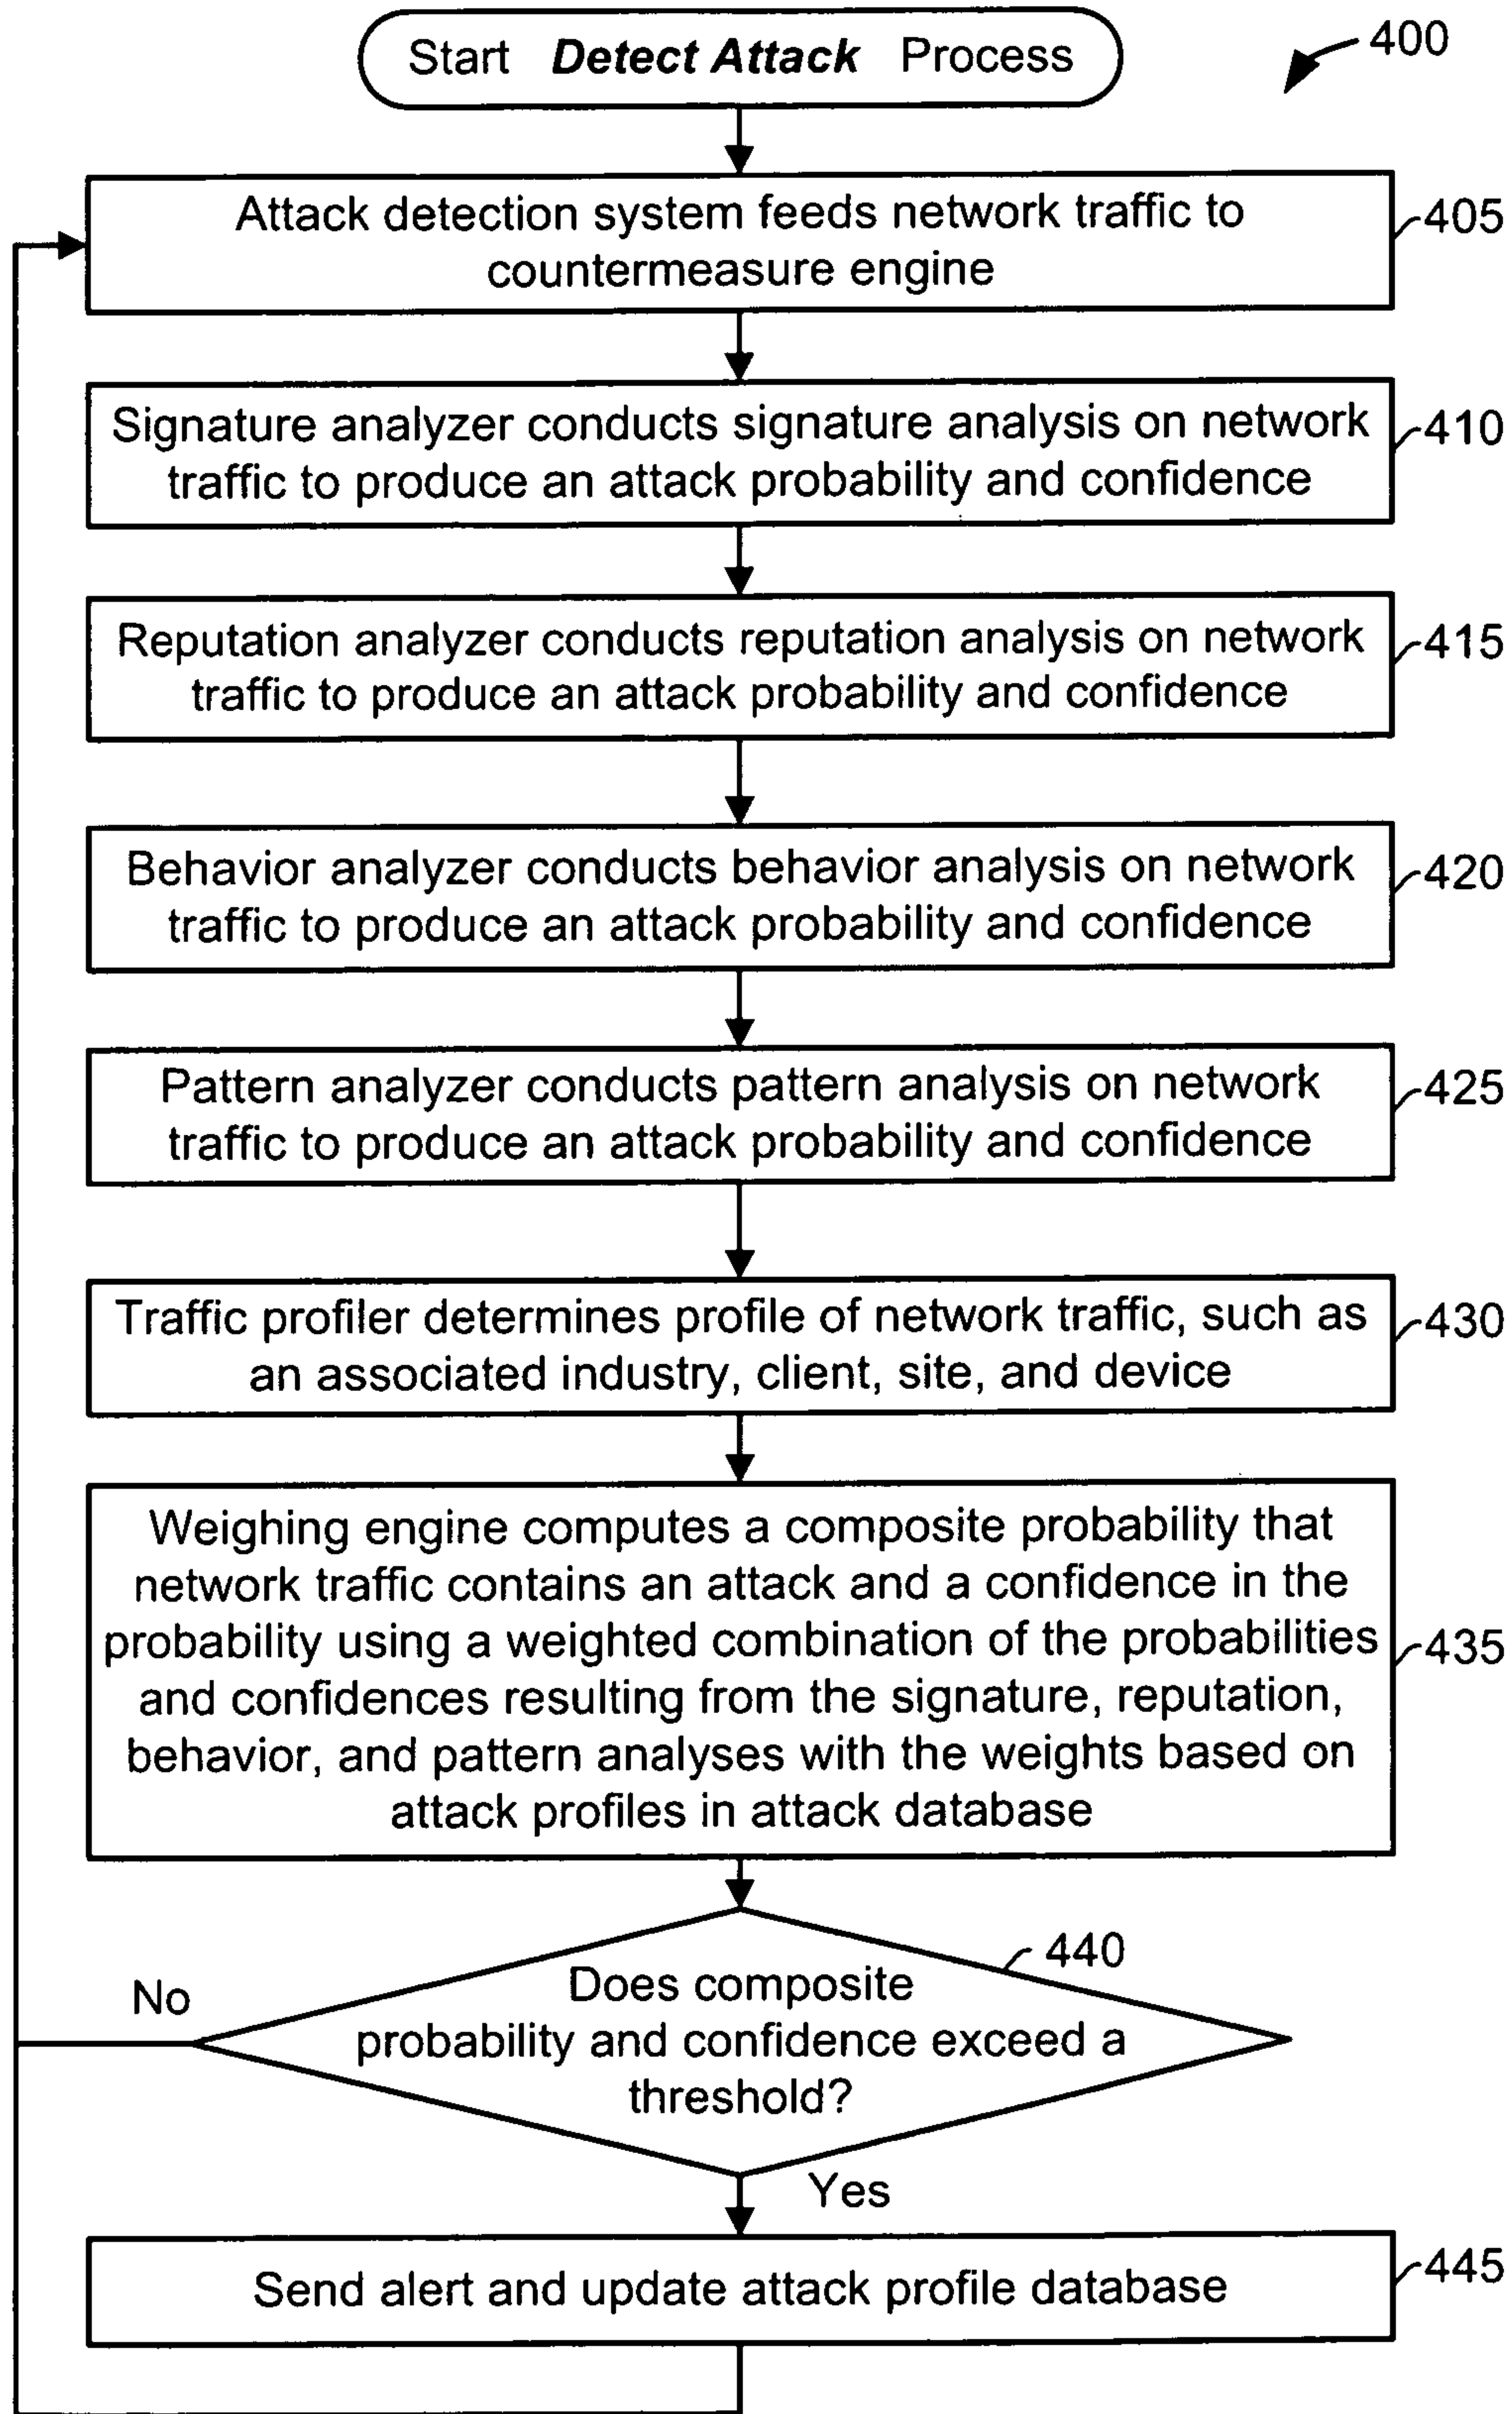 Start Detect Attack Process
400
Attack detection system feeds network traffic to
countermeasure engine
405
Signature analyzer conducts signature analysis on network
traffic to produce an attack probability and confidence
410
Reputation analyzer conducts reputation analysis on network
traffic to produce an attack probability and confidence
415
Behavior analyzer conducts behavior analysis on network
traffic to produce an attack probability and confidence
420
Pattern analyzer conducts pattern analysis on network
traffic to produce an attack probability and confidence
425
Traffic profiler determines profile of network traffic, such as
an associated industry, client, site, and device
430
Weighing engine computes a composite probability that
network traffic contains an attack and a confidence in the
probability using a weighted combination of the probabilities
and confidences resulting from the signature, reputation,
behavior, and pattern analyses with the weights based on
attack profiles in attack database
435
440
No
Does composite
probability and confidence exceed a
threshold?
Yes
Send alert and update attack profile database
445